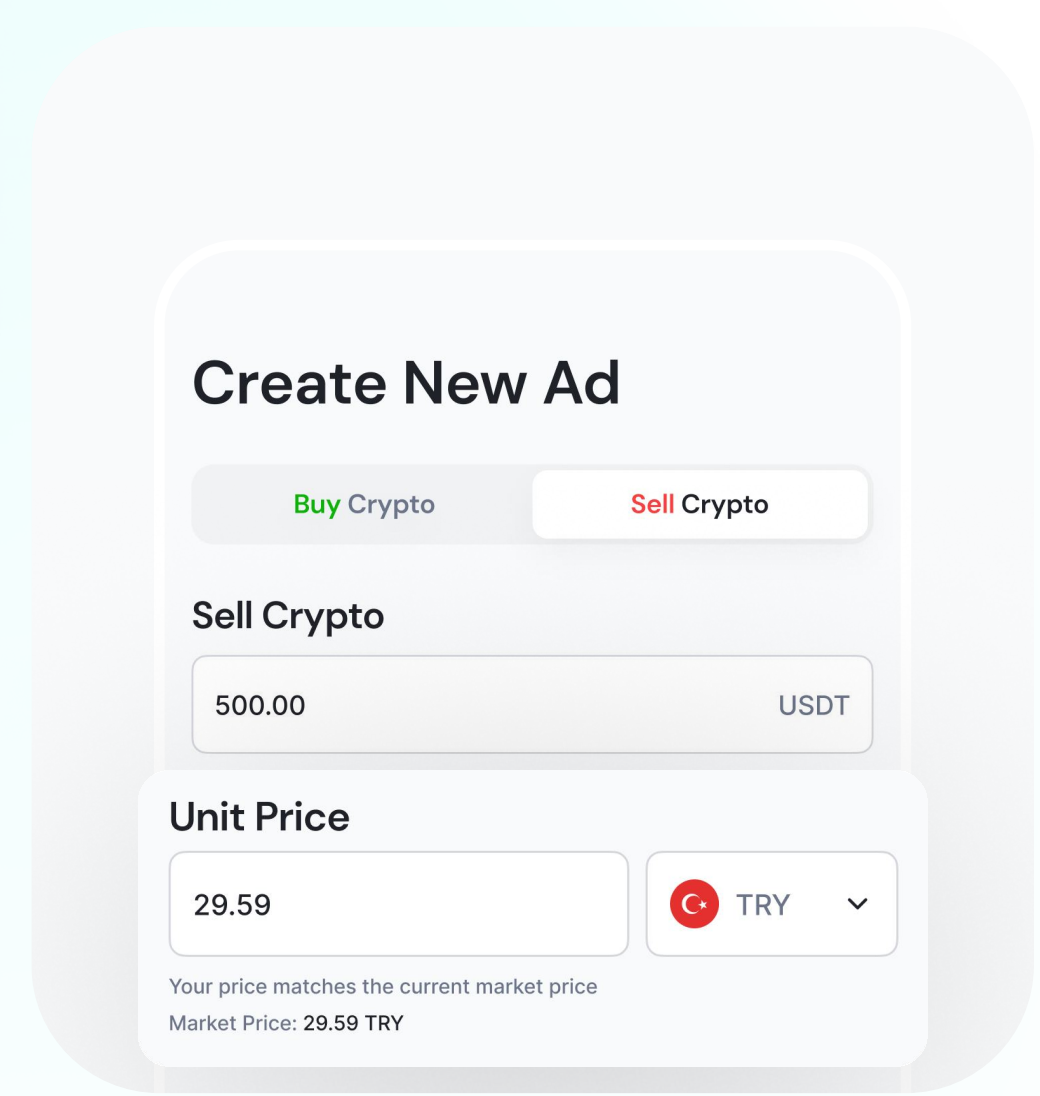 Create New Ad
Buy Crypto
Sell Crypto
Sell Crypto
500.00 USDT
Unit Price
29.59
TRY
Your price matches the current market price
Market Price: 29.59 TRY